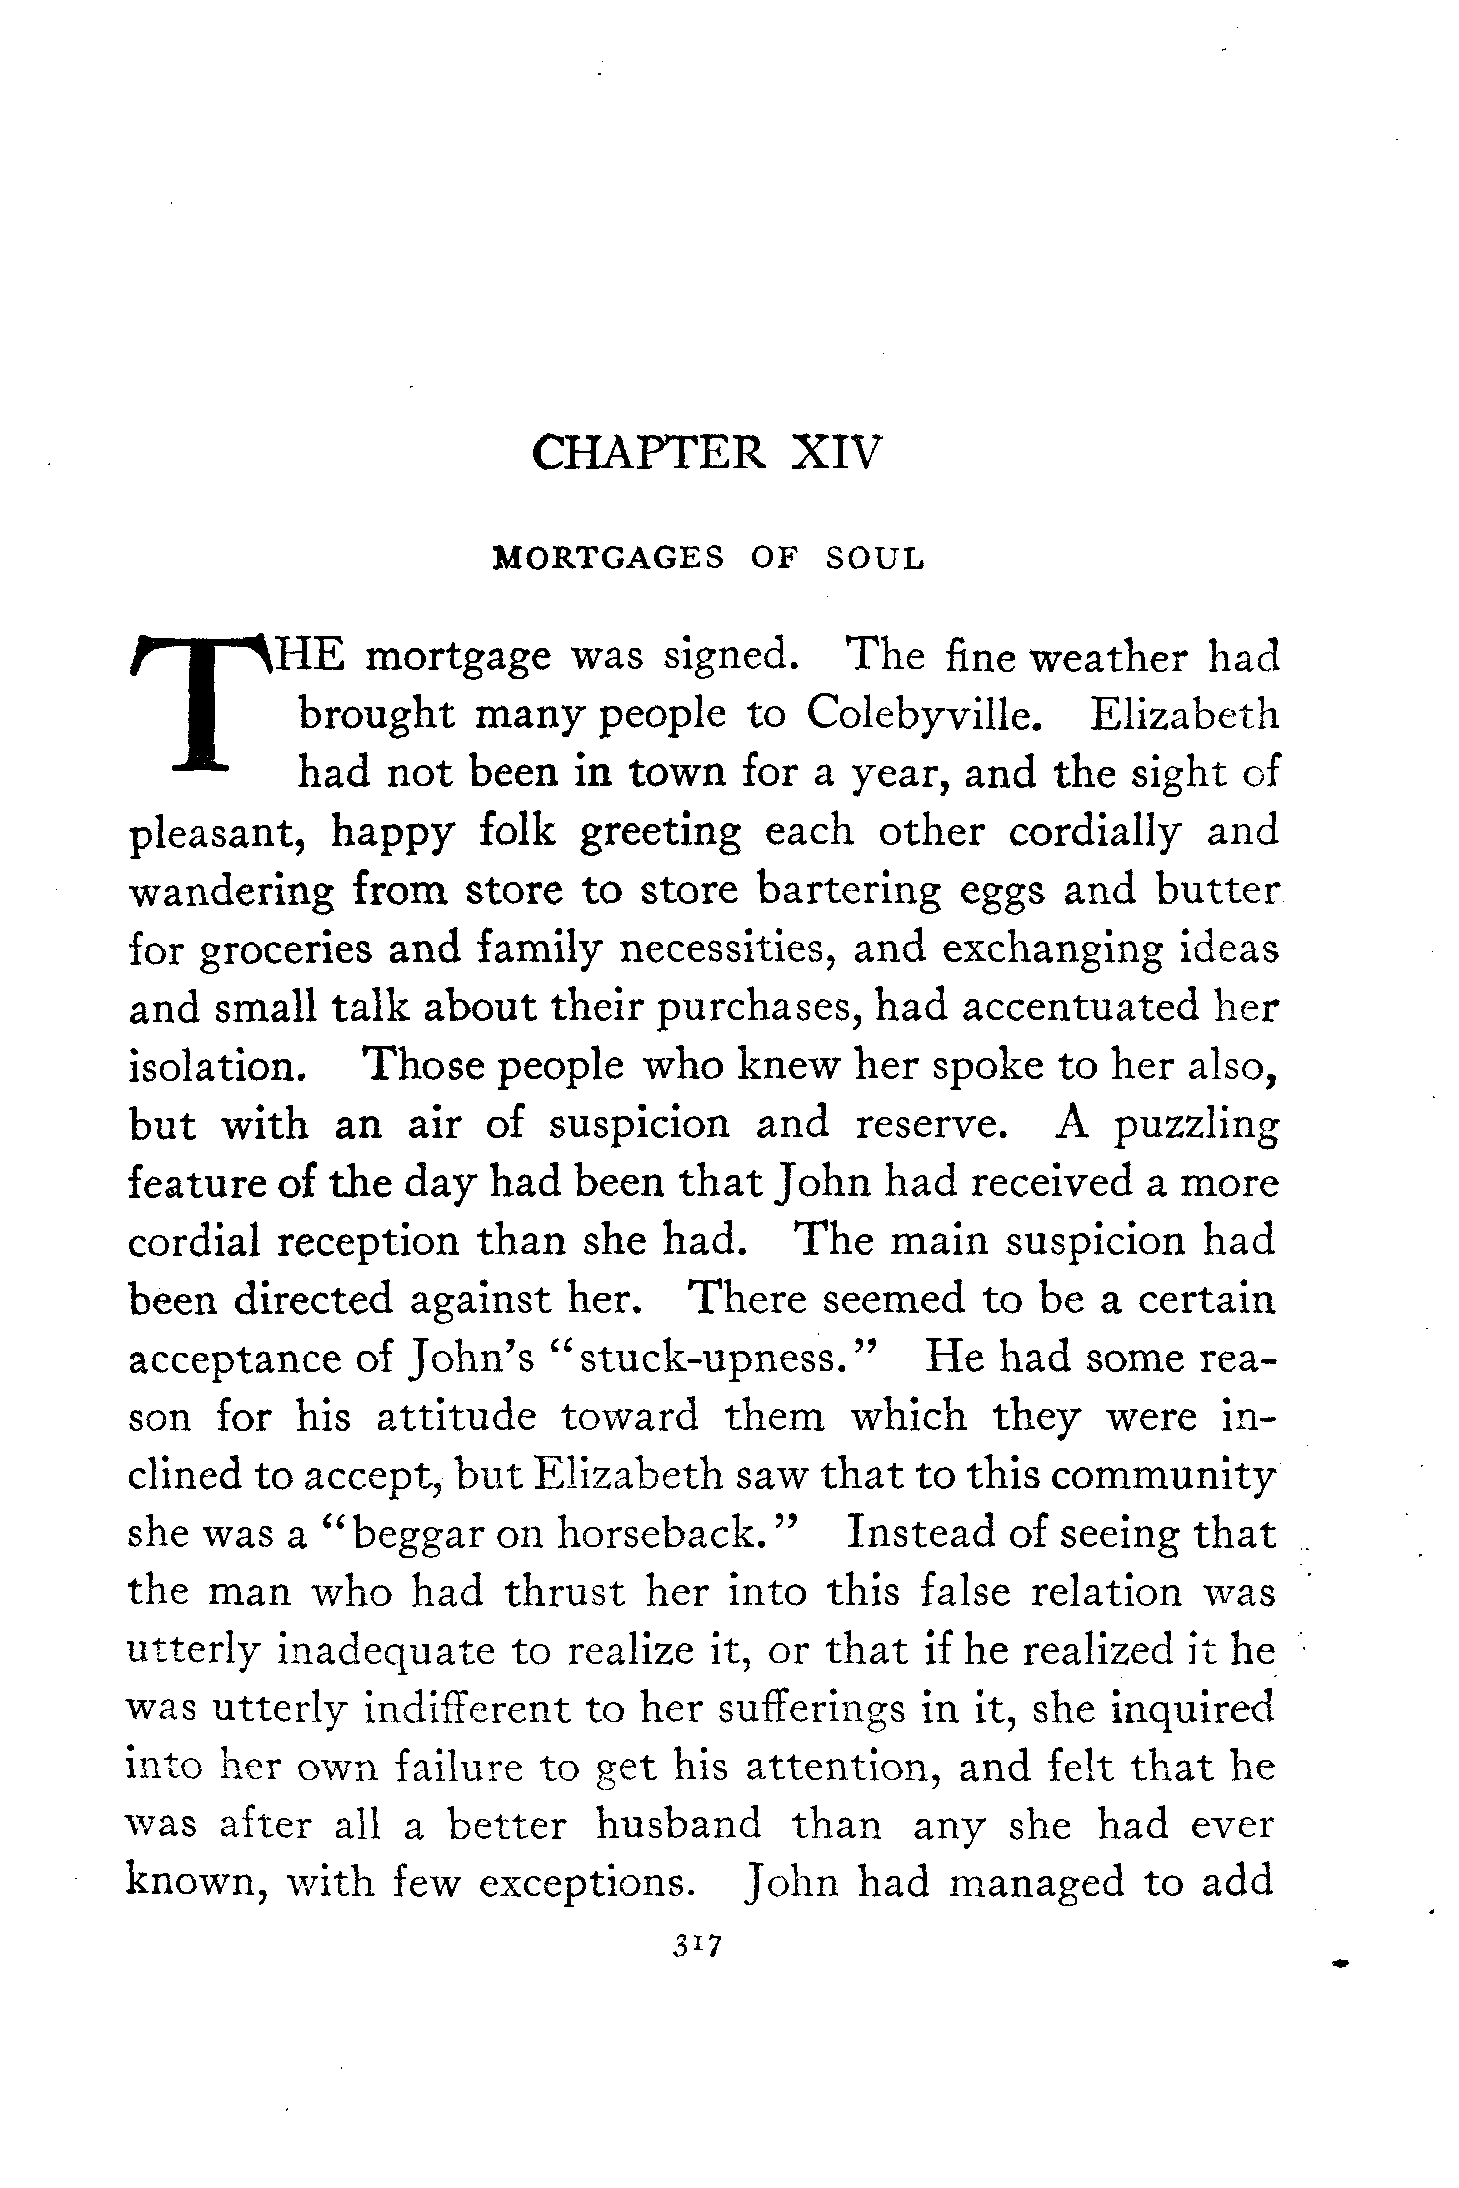 CHAPTER XIV
MORTGAGES OF SOUL
THE mortgage was signed. The fine weather had
brought many people to Colebyville. Elizabeth
had not been in town for a year, and the sight of
pleasant, happy folk greeting each other cordially and
wandering from store to store bartering eggs and butter
for groceries and family necessities, and exchanging ideas
and small talk about their purchases, had accentuated her
isolation. Those people who knew her spoke to her also,
but with an air of suspicion and reserve. A puzzling
feature of the day had been that John had received a more
cordial reception than she had. The main suspicion had
been directed against her. There seemed to be a certain
acceptance of John's "stuck-upness." He had some rea-
son for his attitude toward them which they were in-
clined to accept, but Elizabeth saw that to this community
she was a "beggar on horseback." Instead of seeing that
the man who had thrust her into this false relation was
utterly inadequate to realize it, or that if he realized it he
was utterly indifferent to her sufferings in it, she inquired
into her own failure to get his attention, and felt that he
was after all a better husband than any she had ever
known, with few exceptions. John had managed to add
317